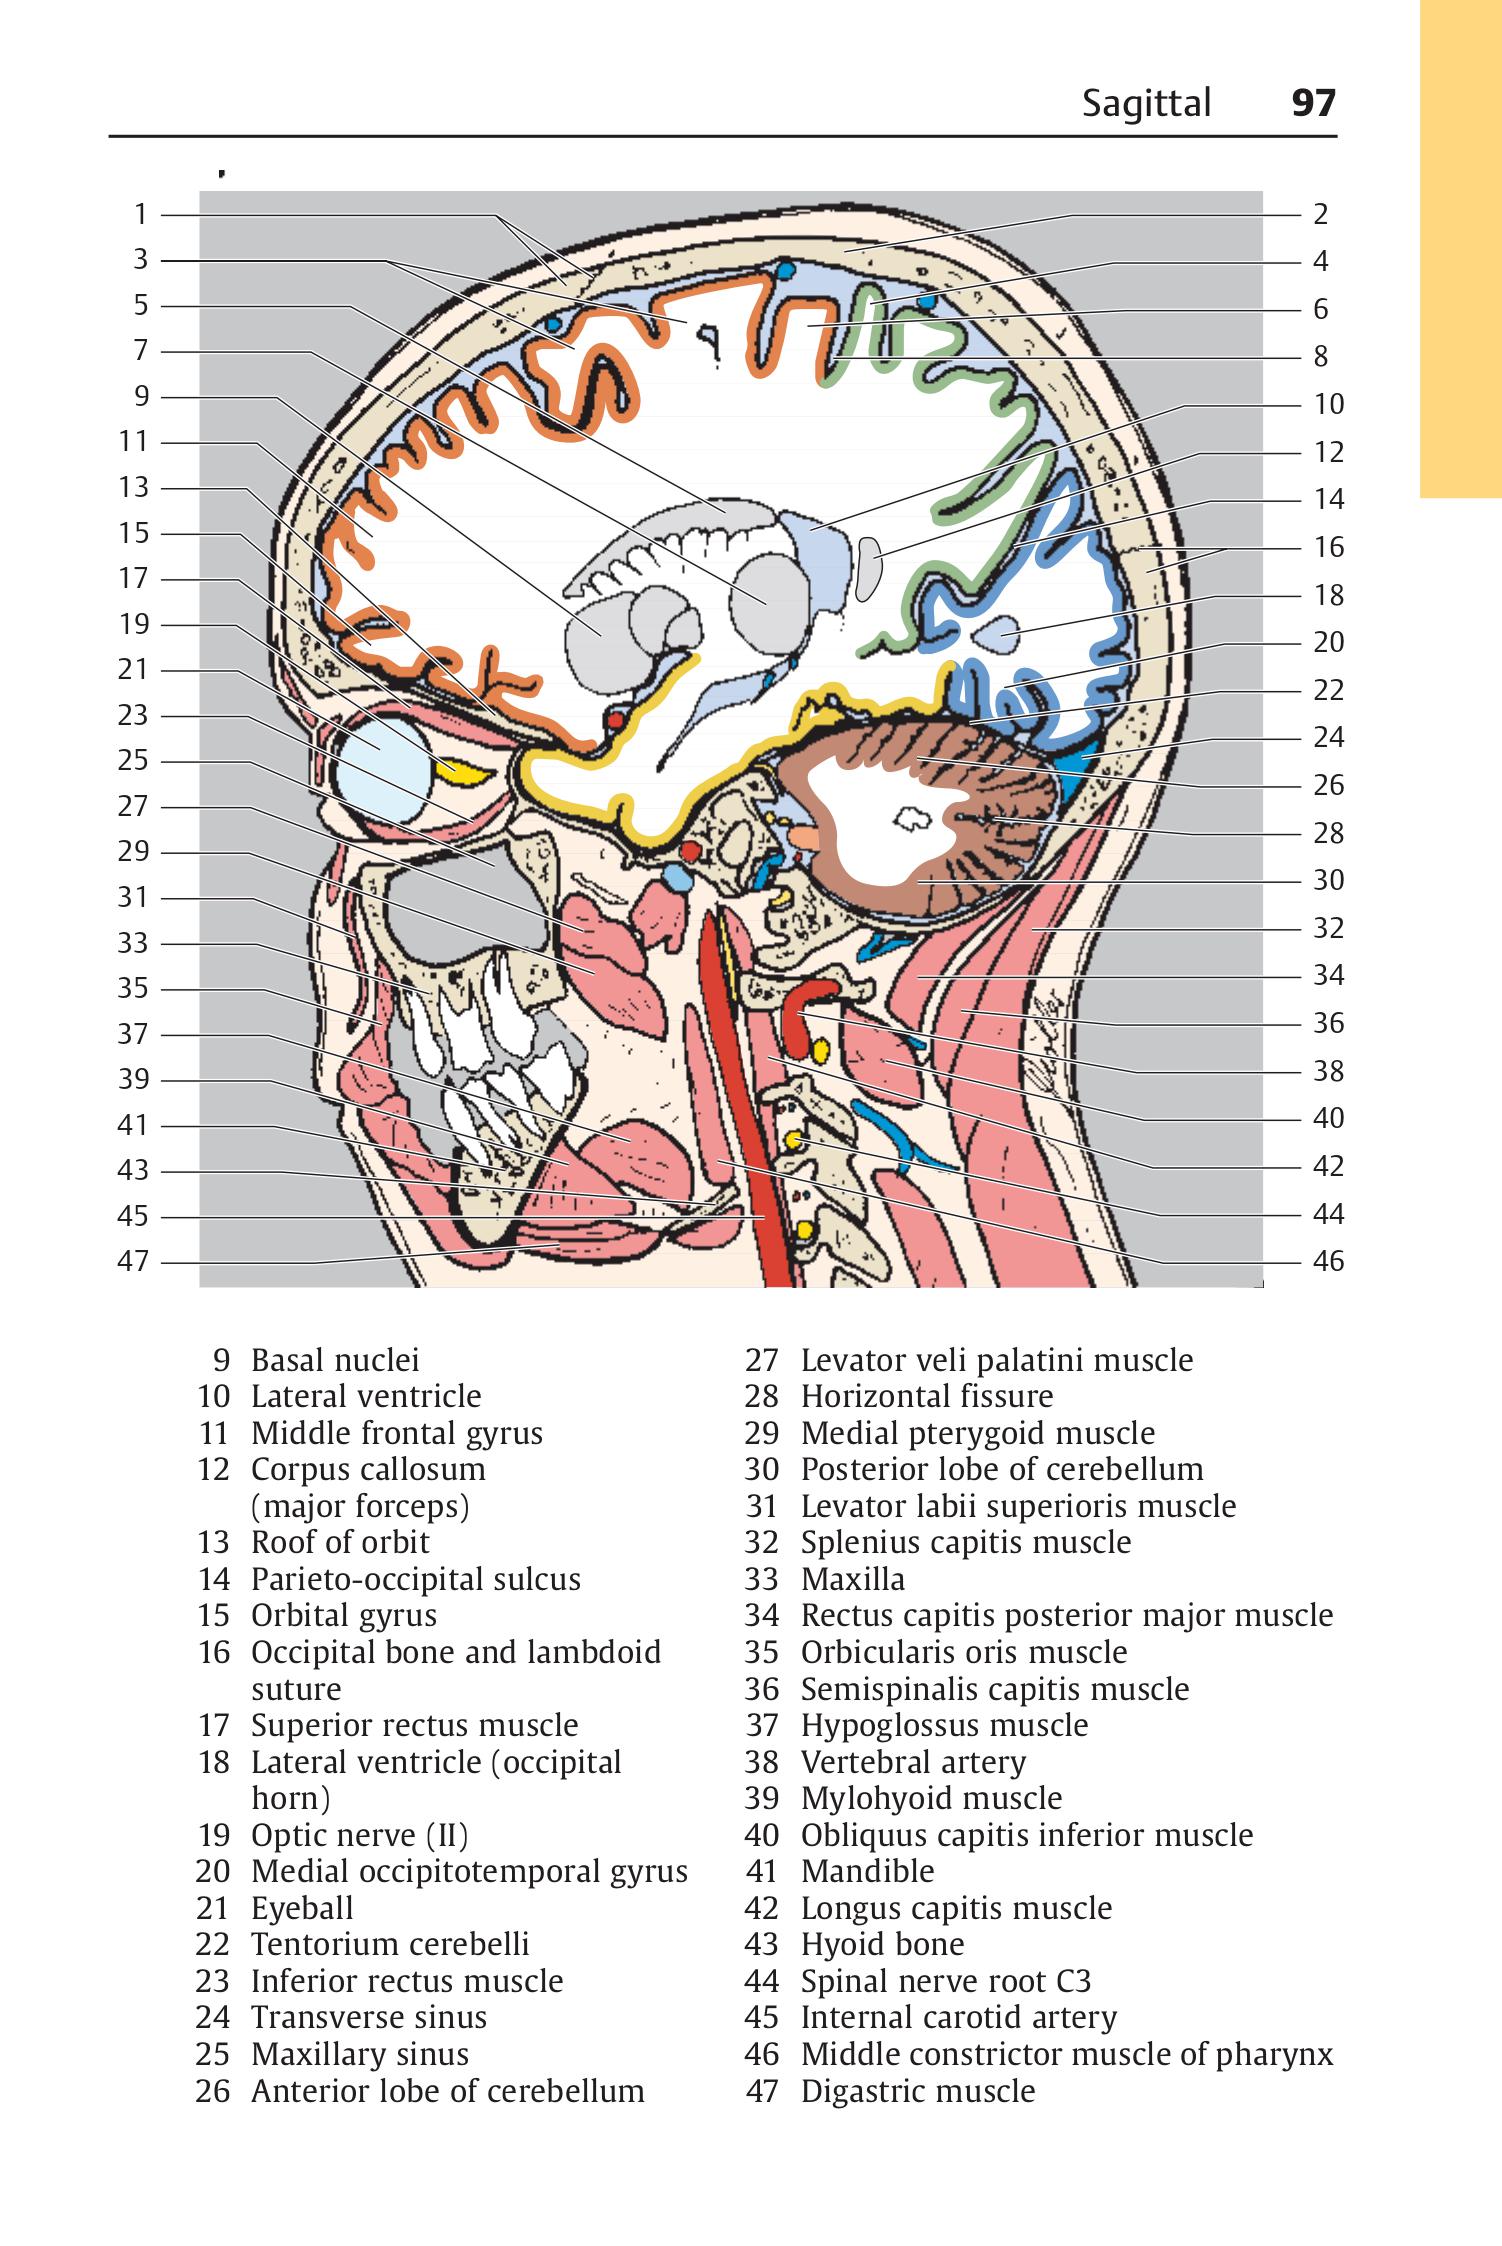 Sagittal 97
1
3
5
7
9
11
13
15
17
19
21
23
25
27
29
31
33
35
37
39
41
43
45
47
2
4
6
8
10
12
14
16
18
20
22
24
26
28
30
32
34
36
38
40
42
44
46
9 Basal nuclei
10 Lateral ventricle
11 Middle frontal gyrus
12 Corpus callosum
(major forceps)
13 Roof of orbit
14 Parieto-occipital sulcus
15 Orbital gyrus
16 Occipital bone and lambdoid
suture
17 Superior rectus muscle
18 Lateral ventricle (occipital
horn)
19 Optic nerve (II)
20 Medial occipitotemporal gyrus
21 Eyeball
22 Tentorium cerebelli
23 Inferior rectus muscle
24 Transverse sinus
25 Maxillary sinus
26 Anterior lobe of cerebellum
27 Levator veli palatini muscle
28 Horizontal fissure
29 Medial pterygoid muscle
30 Posterior lobe of cerebellum
31 Levator labii superioris muscle
32 Splenius capitis muscle
33 Maxilla
34 Rectus capitis posterior major muscle
35 Orbicularis oris muscle
36 Semispinalis capitis muscle
37 Hypoglossus muscle
38 Vertebral artery
39 Mylohyoid muscle
40 Obliquus capitis inferior muscle
41 Mandible
42 Longus capitis muscle
43 Hyoid bone
44 Spinal nerve root C3
45 Internal carotid artery
46 Middle constrictor muscle of pharynx
47 Digastric muscle